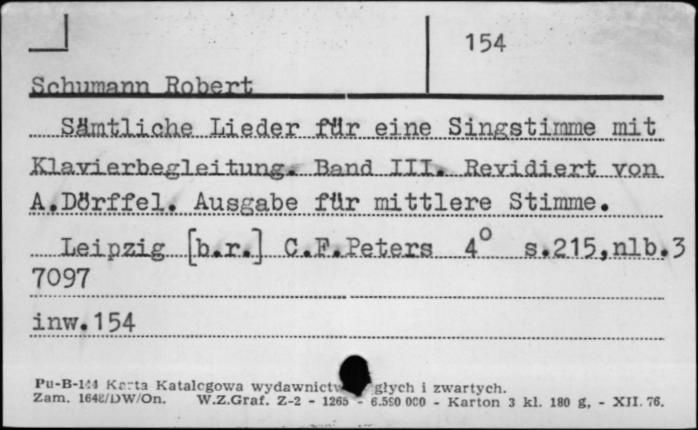 154
Schumann Robert
Sämtliche Lieder für eine Singstimme mit
Klavierbegleitung. Band III. Revidiert von
A.Dörffel. Ausgabe für mittlere Stimme.
Leipzig [b.r.] C.F.Peters 4° s.215,nlb.3
7097
inw.154
Pu-B-144 Karta Katalogowa wydawnictw głych i zwartych.
Zam. 1648/DW/On. W.Z.Graf. Z-2 - 1265 - 6.590 000 - Karton 3 kl. 180 g, - XII. 76.